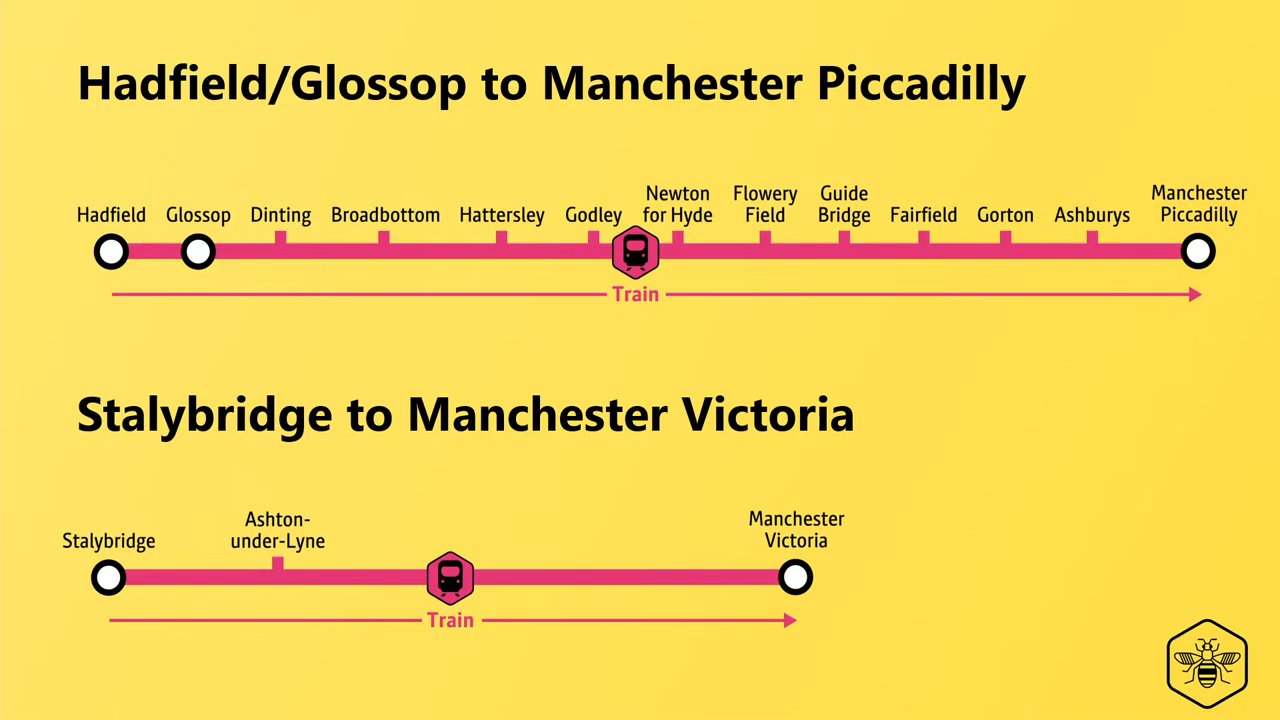 Hadfield/Glossop to Manchester Piccadilly
Hadfield
Glossop
Dinting
Broadbottom
Hattersley
Godley
Newton
for Hyde
Flowery
Field
Guide
Bridge
Fairfield
Gorton
Ashburys
Manchester
Piccadilly
Train
Stalybridge to Manchester Victoria
Stalybridge
Ashton-
under-Lyne
Manchester
Victoria
Train